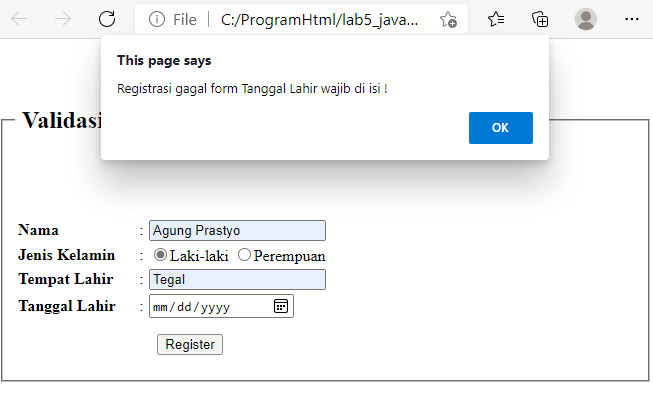 File | C:/ProgramHtml/lab5_java...
This page says
Registrasi gagal form Tanggal Lahir wajib di isi !
OK
Validasi
Nama : Agung Prastyo
Jenis Kelamin : Laki-laki Perempuan
Tempat Lahir : Tegal
Tanggal Lahir : mm/dd/yyyy
Register